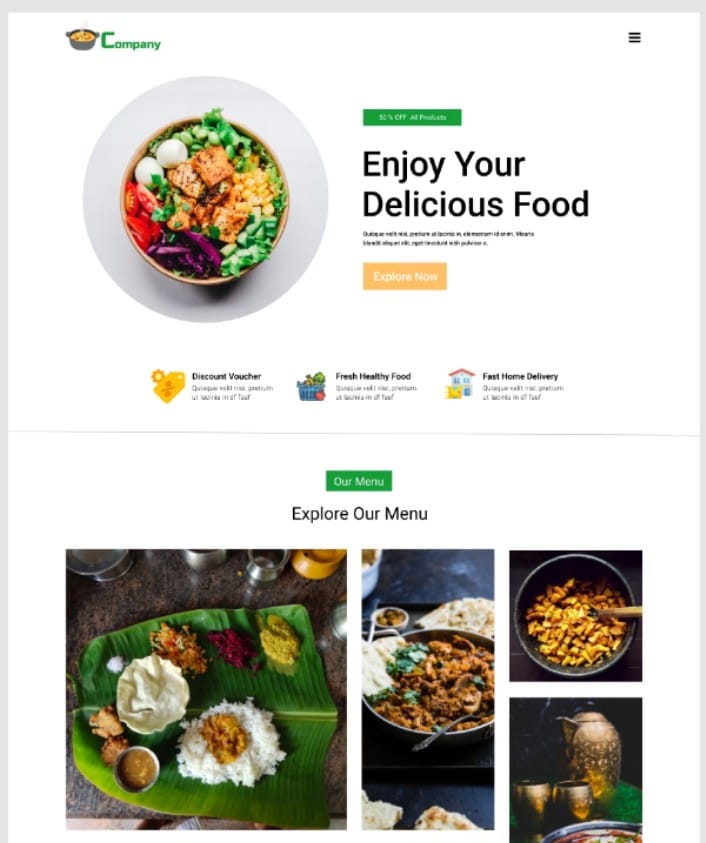 Company
50 % OFF All Products
Enjoy Your
Delicious Food
Quisque velit nisi, pretium ut lacinia in, elementum id enim. Mauris
blandit aliquet elit, eget tincidunt nibh pulvinar a.
Explore Now
Discount Voucher
Quisque velit nisi, pretium
ut lacinia in df faef
Fresh Healthy Food
Quisque velit nisi, pretium
ut lacinia in df faef
Fast Home Delivery
Quisque velit nisi, pretium
ut lacinia in df faef
Our Menu
Explore Our Menu